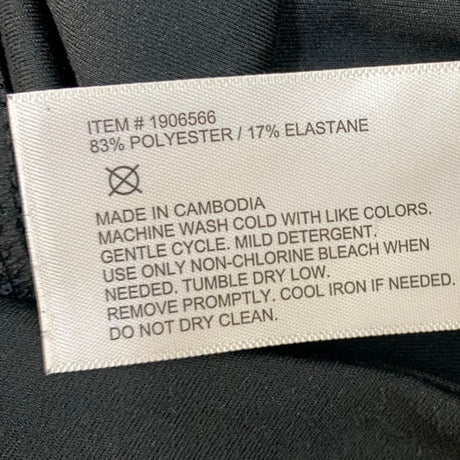 ITEM # 1906566
83% POLYESTER / 17% ELASTANE
MADE IN CAMBODIA
MACHINE WASH COLD WITH LIKE COLORS.
GENTLE CYCLE. MILD DETERGENT.
USE ONLY NON-CHLORINE BLEACH WHEN
NEEDED. TUMBLE DRY LOW.
REMOVE PROMPTLY. COOL IRON IF NEEDED.
DO NOT DRY CLEAN.